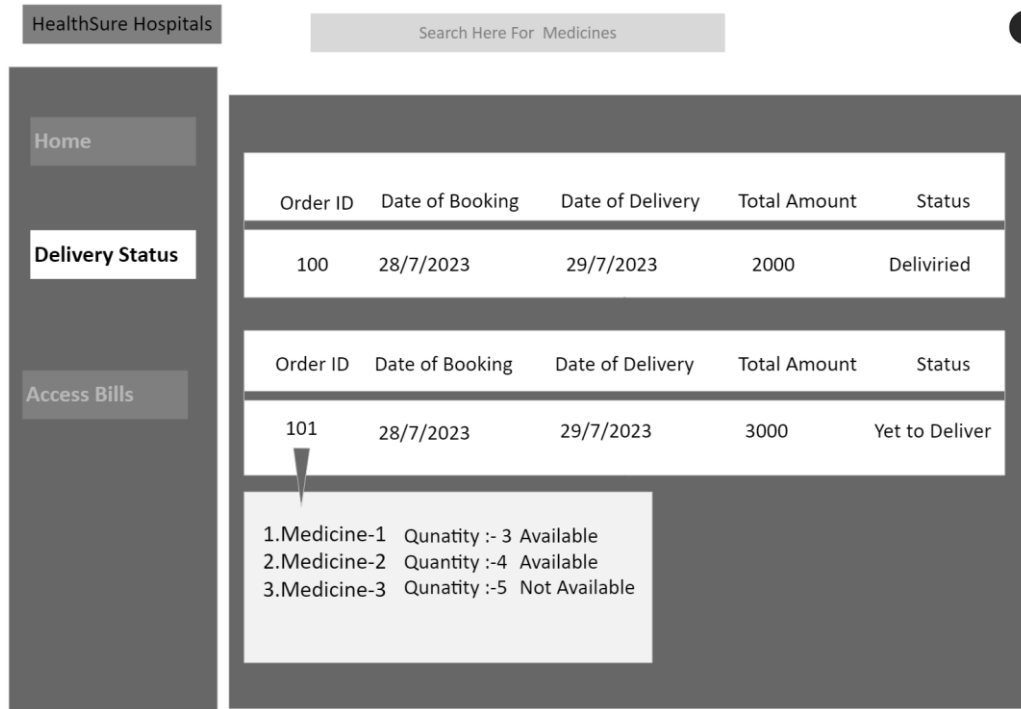 HealthSure Hospitals
Search Here For Medicines
Home
Delivery Status
Access Bills
Order ID Date of Booking Date of Delivery Total Amount Status
100 28/7/2023 29/7/2023 2000 Deliviried
Order ID Date of Booking Date of Delivery Total Amount Status
101 28/7/2023 29/7/2023 3000 Yet to Deliver
1.Medicine-1 Qunatity :- 3 Available
2.Medicine-2 Quantity :-4 Available
3.Medicine-3 Qunatity :-5 Not Available